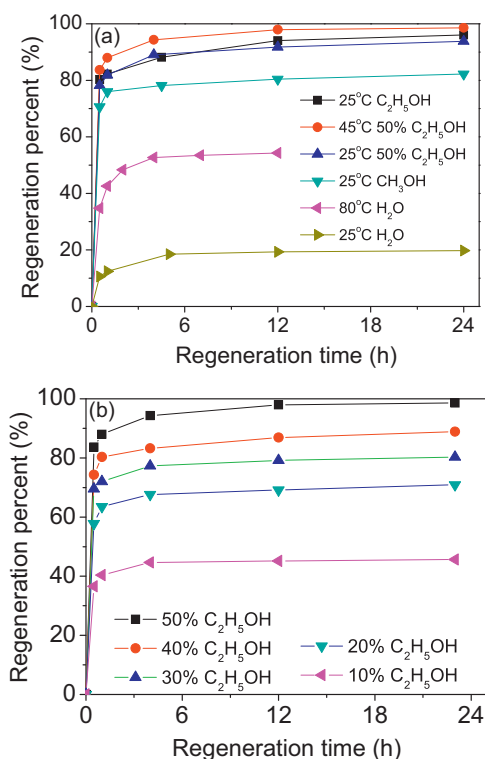 (a)
Regeneration percent (%)
100
80
60
40
20
0
25°C C₂H₅OH
45°C 50% C₂H₅OH
25°C 50% C₂H₅OH
25°C CH₃OH
80°C H₂O
25°C H₂O
0 6 12 18 24
Regeneration time (h)
(b)
Regeneration percent (%)
100
80
60
40
20
0
50% C₂H₅OH
40% C₂H₅OH
30% C₂H₅OH
20% C₂H₅OH
10% C₂H₅OH
0 6 12 18 24
Regeneration time (h)